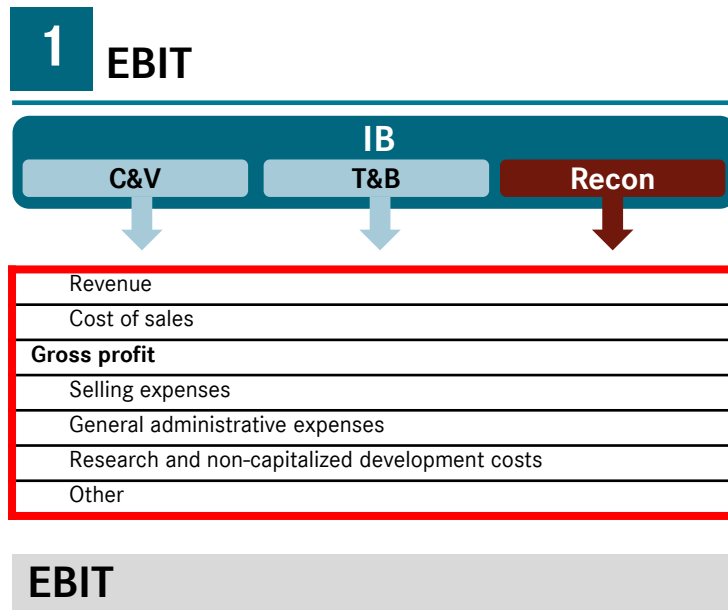 1 EBIT
IB
C&V T&B Recon
Revenue
Cost of sales
Gross profit
Selling expenses
General administrative expenses
Research and non-capitalized development costs
Other
EBIT